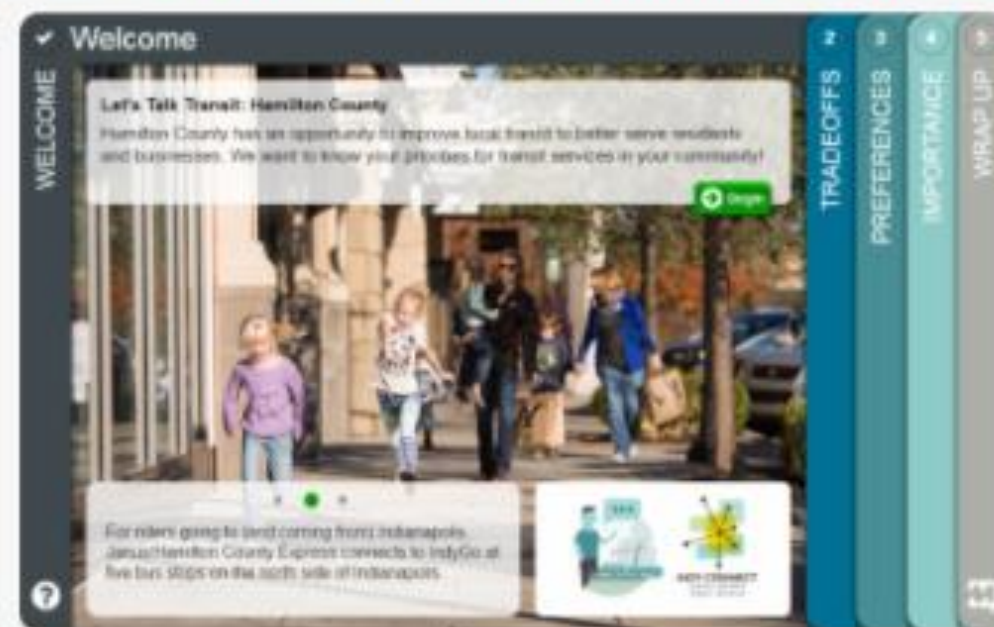 Welcome
WELCOME
Let's Talk Transit: Hamilton County
Hamilton County has an opportunity to improve local transit to better serve residents
and businesses. We want to know your priorities for transit services in your community!
Begin
For riders going to (and coming from) Indianapolis,
Janus/Hamilton County Express connects to IndyGo at
five bus stops on the north side of Indianapolis.
INDY CONNECT
?
2
TRADEOFFS
3
PREFERENCES
4
IMPORTANCE
5
WRAP UP